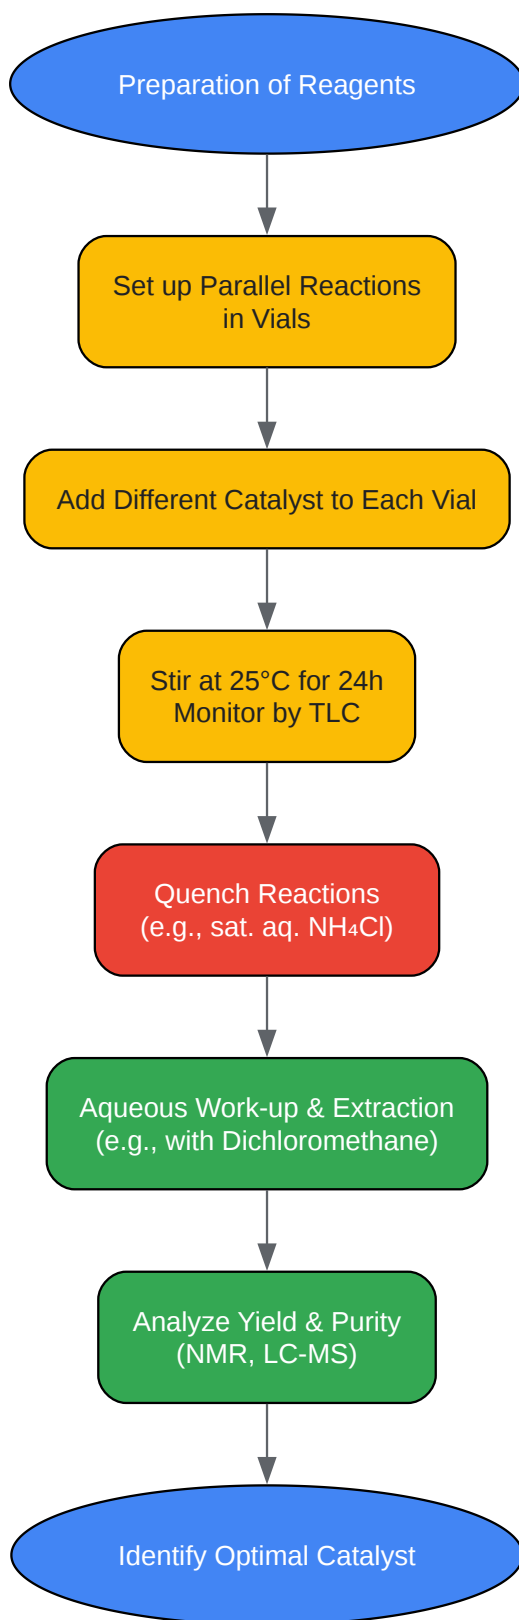 Preparation of Reagents
Set up Parallel Reactions
in Vials
Add Different Catalyst to Each Vial
Stir at 25°C for 24h
Monitor by TLC
Quench Reactions
(e.g., sat. aq. NH₄Cl)
Aqueous Work-up & Extraction
(e.g., with Dichloromethane)
Analyze Yield & Purity
(NMR, LC-MS)
Identify Optimal Catalyst